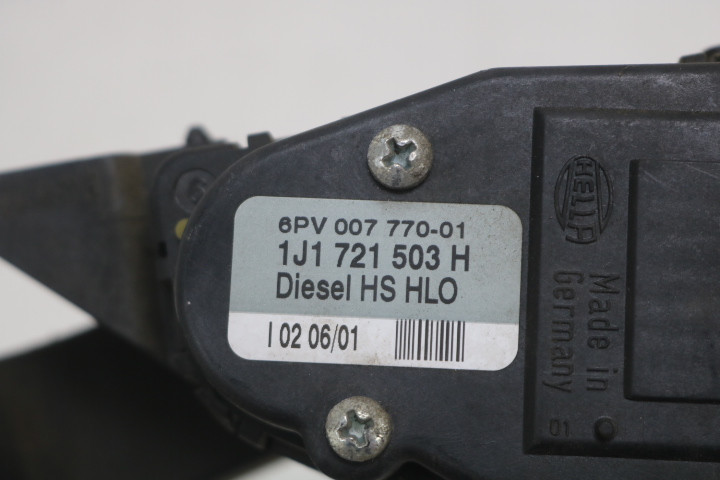 6PV 007 770-01
1J1 721 503 H
Diesel HS HLO
I 02 06/01
HELLA
Made in
Germany
01